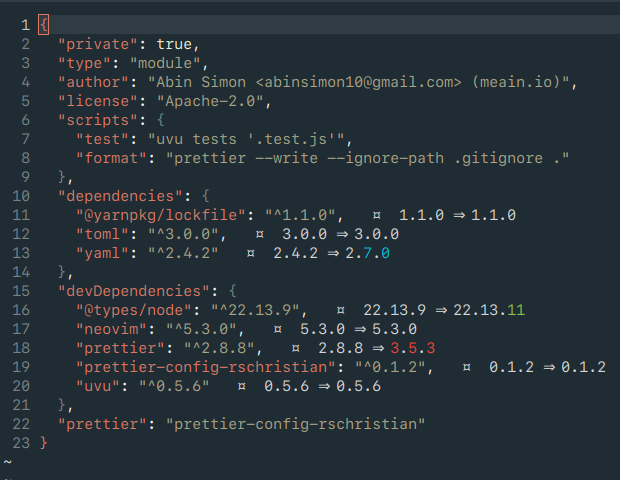 1 {
2 "private": true,
3 "type": "module",
4 "author": "Abin Simon <abinsimon10@gmail.com> (meain.io)",
5 "license": "Apache-2.0",
6 "scripts": {
7 "test": "uvu tests '.test.js'",
8 "format": "prettier --write --ignore-path .gitignore ."
9 },
10 "dependencies": {
11 "@yarnpkg/lockfile": "^1.1.0", ¤ 1.1.0 ⇒ 1.1.0
12 "toml": "^3.0.0", ¤ 3.0.0 ⇒ 3.0.0
13 "yaml": "^2.4.2" ¤ 2.4.2 ⇒ 2.7.0
14 },
15 "devDependencies": {
16 "@types/node": "^22.13.9", ¤ 22.13.9 ⇒ 22.13.11
17 "neovim": "^5.3.0", ¤ 5.3.0 ⇒ 5.3.0
18 "prettier": "^2.8.8", ¤ 2.8.8 ⇒ 3.5.3
19 "prettier-config-rschristian": "^0.1.2", ¤ 0.1.2 ⇒ 0.1.2
20 "uvu": "^0.5.6" ¤ 0.5.6 ⇒ 0.5.6
21 },
22 "prettier": "prettier-config-rschristian"
23 }
~